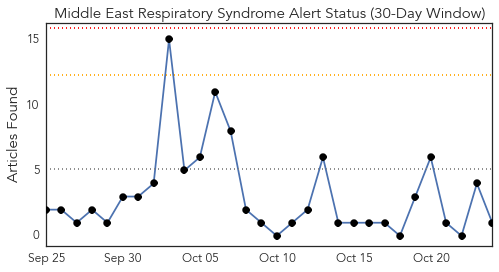 Middle East Respiratory Syndrome Alert Status (30-Day Window)
Articles Found
15
10
5
0
Sep 25 Sep 30 Oct 05 Oct 10 Oct 15 Oct 20